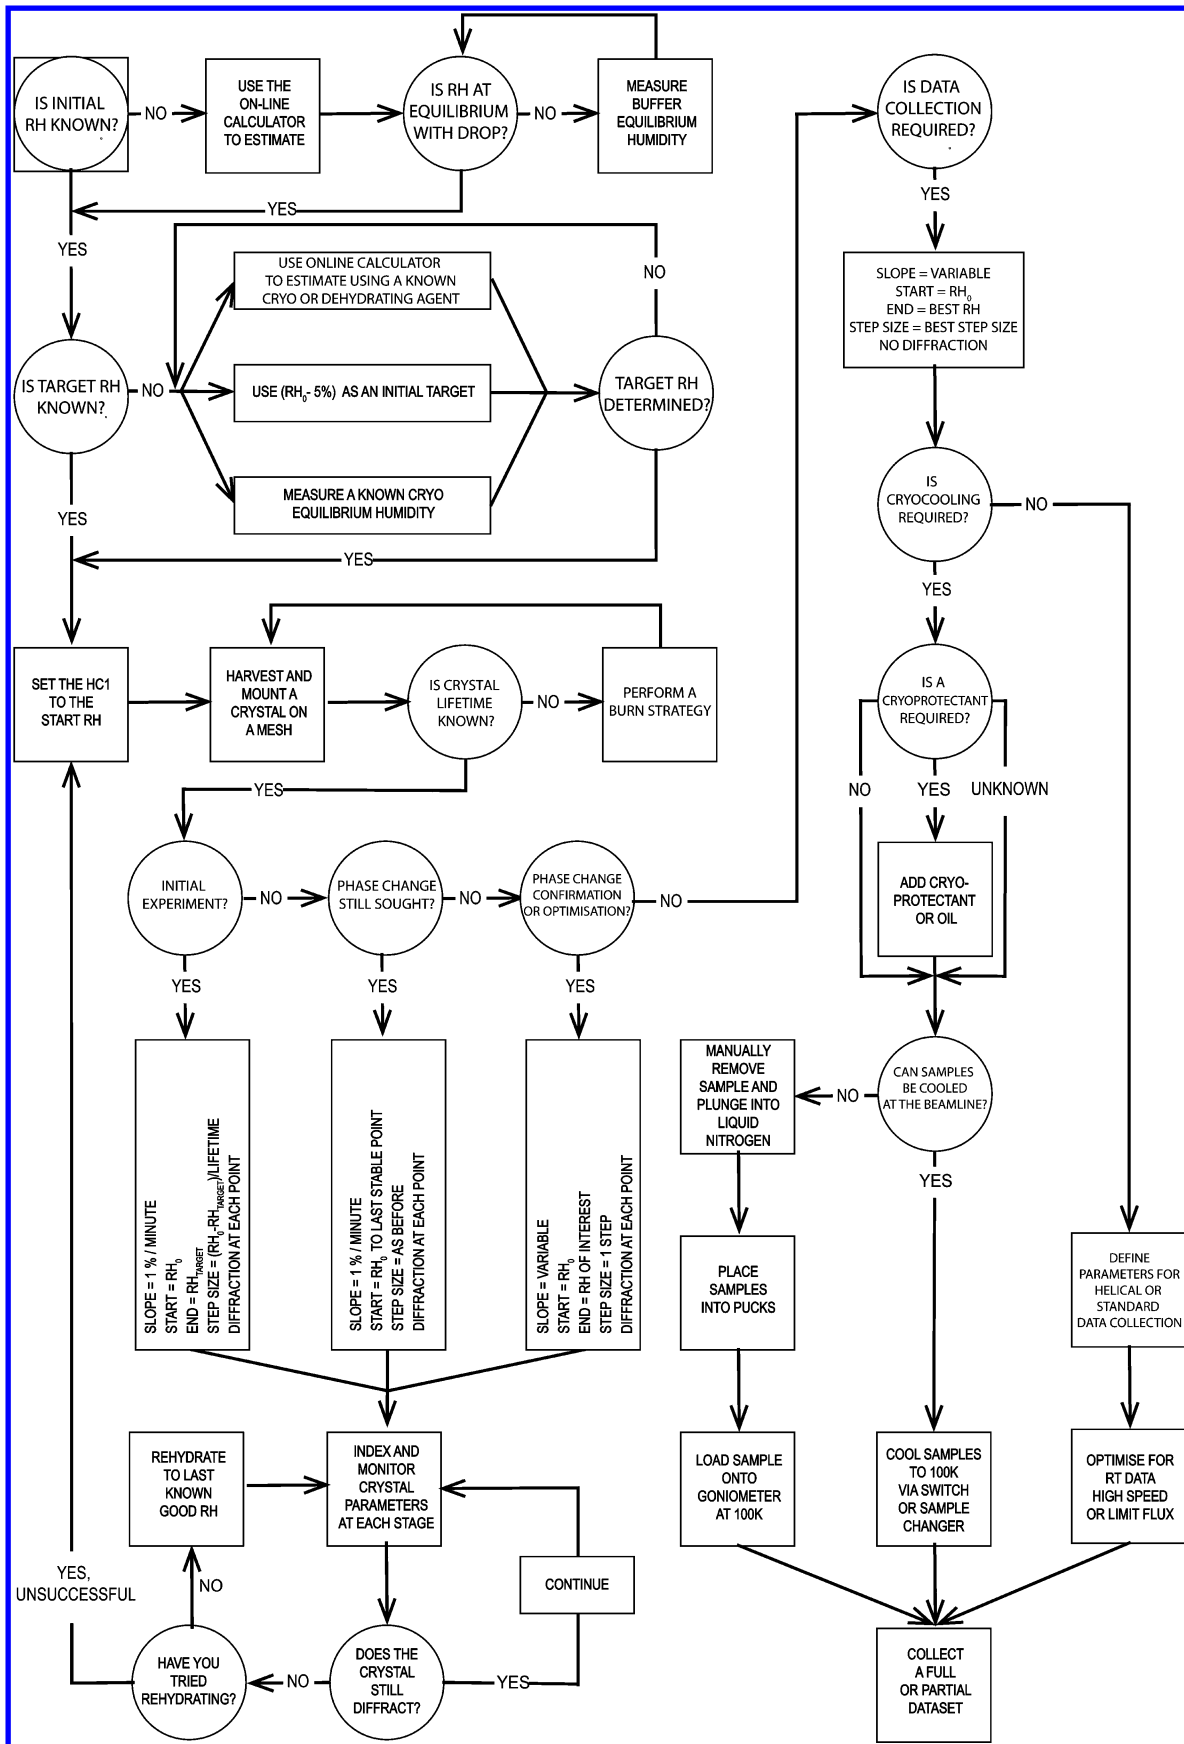 IS INITIAL
RH KNOWN?
NO
USE THE
ON-LINE
CALCULATOR
TO ESTIMATE
IS RH AT
EQUILIBRIUM
WITH DROP?
NO
MEASURE
BUFFER
EQUILIBRIUM
HUMIDITY
YES
YES
IS TARGET RH
KNOWN?
NO
USE ONLINE CALCULATOR
TO ESTIMATE USING A KNOWN
CRYO OR DEHYDRATING AGENT
USE (RH0- 5%) AS AN INITIAL TARGET
MEASURE A KNOWN CRYO
EQUILIBRIUM HUMIDITY
TARGET RH
DETERMINED?
NO
YES
YES
SET THE HC1
TO THE
START RH
HARVEST AND
MOUNT A
CRYSTAL ON
A MESH
IS CRYSTAL
LIFETIME
KNOWN?
NO
PERFORM A
BURN STRATEGY
YES
INITIAL
EXPERIMENT?
NO
PHASE CHANGE
STILL SOUGHT?
NO
PHASE CHANGE
CONFIRMATION
OR OPTIMISATION?
NO
YES
YES
YES
SLOPE = 1 % / MINUTE
START = RH0
END = RHTARGET
STEP SIZE = (RH0-RHTARGET)/LIFETIME
DIFFRACTION AT EACH POINT
SLOPE = 1 % / MINUTE
START = RH0 TO LAST STABLE POINT
STEP SIZE = AS BEFORE
DIFFRACTION AT EACH POINT
SLOPE = VARIABLE
START = RH0
END = RH OF INTEREST
STEP SIZE = 1 STEP
DIFFRACTION AT EACH POINT
REHYDRATE
TO LAST
KNOWN
GOOD RH
INDEX AND
MONITOR
CRYSTAL
PARAMETERS
AT EACH STAGE
CONTINUE
YES,
UNSUCCESSFUL
NO
HAVE YOU
TRIED
REHYDRATING?
NO
DOES THE
CRYSTAL
STILL
DIFFRACT?
YES
IS DATA
COLLECTION
REQUIRED?
YES
SLOPE = VARIABLE
START = RH0
END = BEST RH
STEP SIZE = BEST STEP SIZE
NO DIFFRACTION
IS
CRYOCOOLING
REQUIRED?
NO
YES
IS A
CRYOPROTECTANT
REQUIRED?
NO
YES
UNKNOWN
ADD CRYO-
PROTECTANT
OR OIL
CAN SAMPLES
BE COOLED
AT THE BEAMLINE?
NO
MANUALLY
REMOVE
SAMPLE AND
PLUNGE INTO
LIQUID
NITROGEN
YES
PLACE
SAMPLES
INTO PUCKS
DEFINE
PARAMETERS FOR
HELICAL OR
STANDARD
DATA COLLECTION
LOAD SAMPLE
ONTO
GONIOMETER
AT 100K
COOL SAMPLES
TO 100K
VIA SWITCH
OR SAMPLE
CHANGER
OPTIMISE FOR
RT DATA
HIGH SPEED
OR LIMIT FLUX
COLLECT
A FULL
OR PARTIAL
DATASET